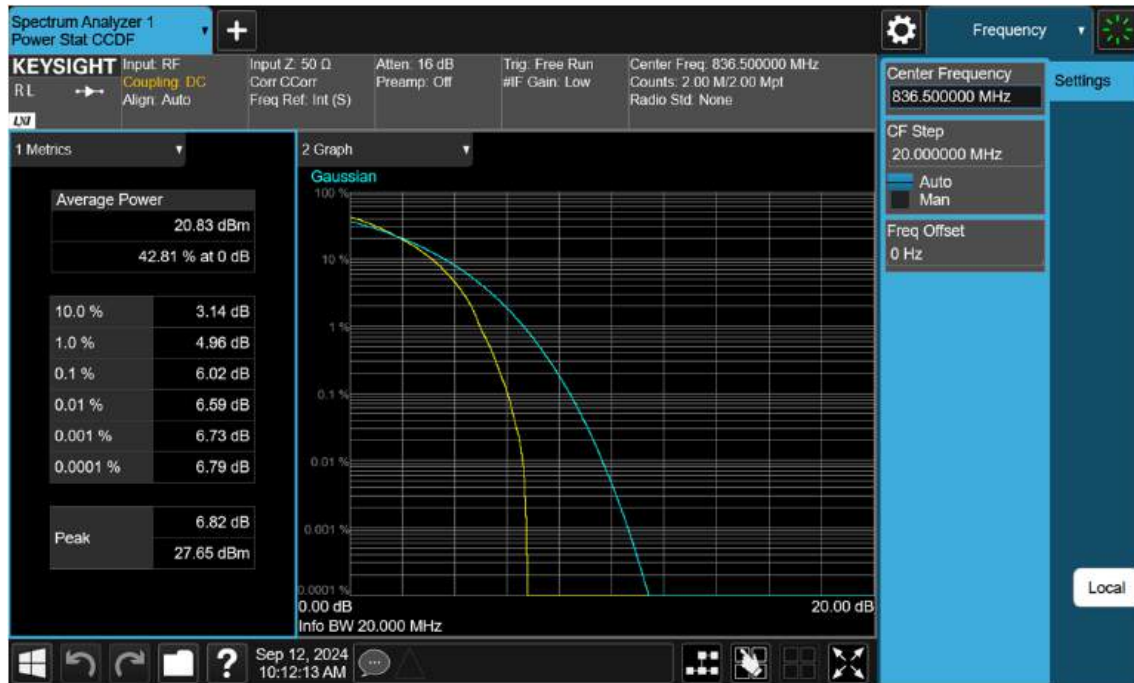 Spectrum Analyzer 1
Power Stat CCDF
+
Frequency
KEYSIGHT
RL
LXI
Input: RF
Coupling: DC
Align: Auto
Input Z: 50 Ω
Corr CCorr
Freq Ref: Int (S)
Atten: 16 dB
Preamp: Off
Trig: Free Run
#IF Gain: Low
Center Freq: 836.500000 MHz
Counts: 2.00 M/2.00 Mpt
Radio Std: None
Center Frequency
836.500000 MHz
Settings
CF Step
20.000000 MHz
Auto
Man
Freq Offset
0 Hz
1 Metrics
Average Power
20.83 dBm
42.81 % at 0 dB
10.0 % 3.14 dB
1.0 % 4.96 dB
0.1 % 6.02 dB
0.01 % 6.59 dB
0.001 % 6.73 dB
0.0001 % 6.79 dB
Peak
6.82 dB
27.65 dBm
2 Graph
Gaussian
100 %
10 %
1 %
0.1 %
0.01 %
0.001 %
0.0001 %
0.00 dB 20.00 dB
Info BW 20.000 MHz
Local
?
Sep 12, 2024
10:12:13 AM